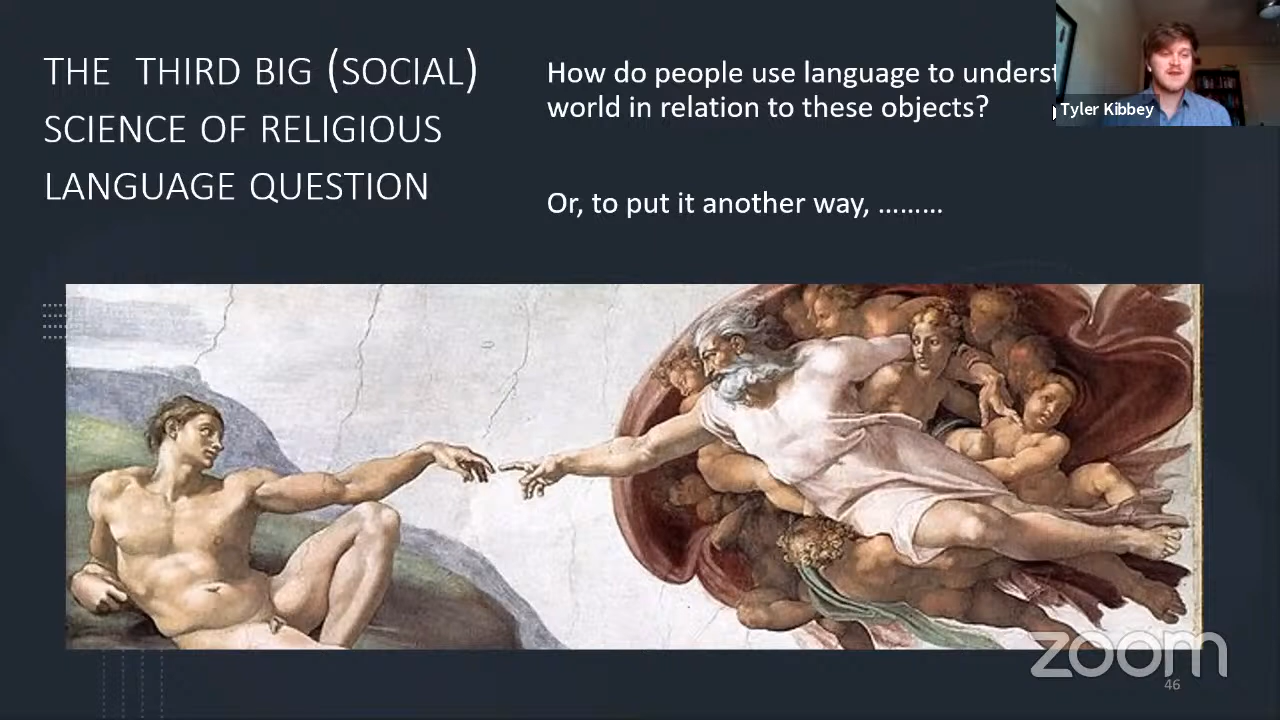 THE THIRD BIG (SOCIAL)
SCIENCE OF RELIGIOUS
LANGUAGE QUESTION
How do people use language to underst
world in relation to these objects?
Or, to put it another way, .........
Tyler Kibbey
zoom
46